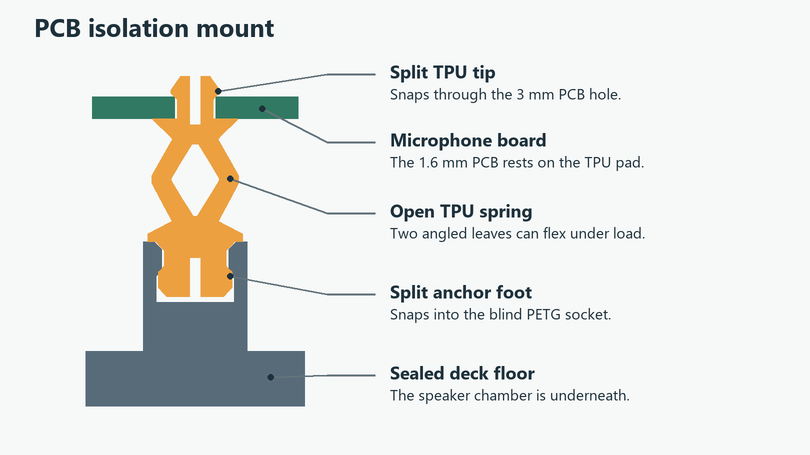 PCB isolation mount
Split TPU tip
Snaps through the 3 mm PCB hole.
Microphone board
The 1.6 mm PCB rests on the TPU pad.
Open TPU spring
Two angled leaves can flex under load.
Split anchor foot
Snaps into the blind PETG socket.
Sealed deck floor
The speaker chamber is underneath.